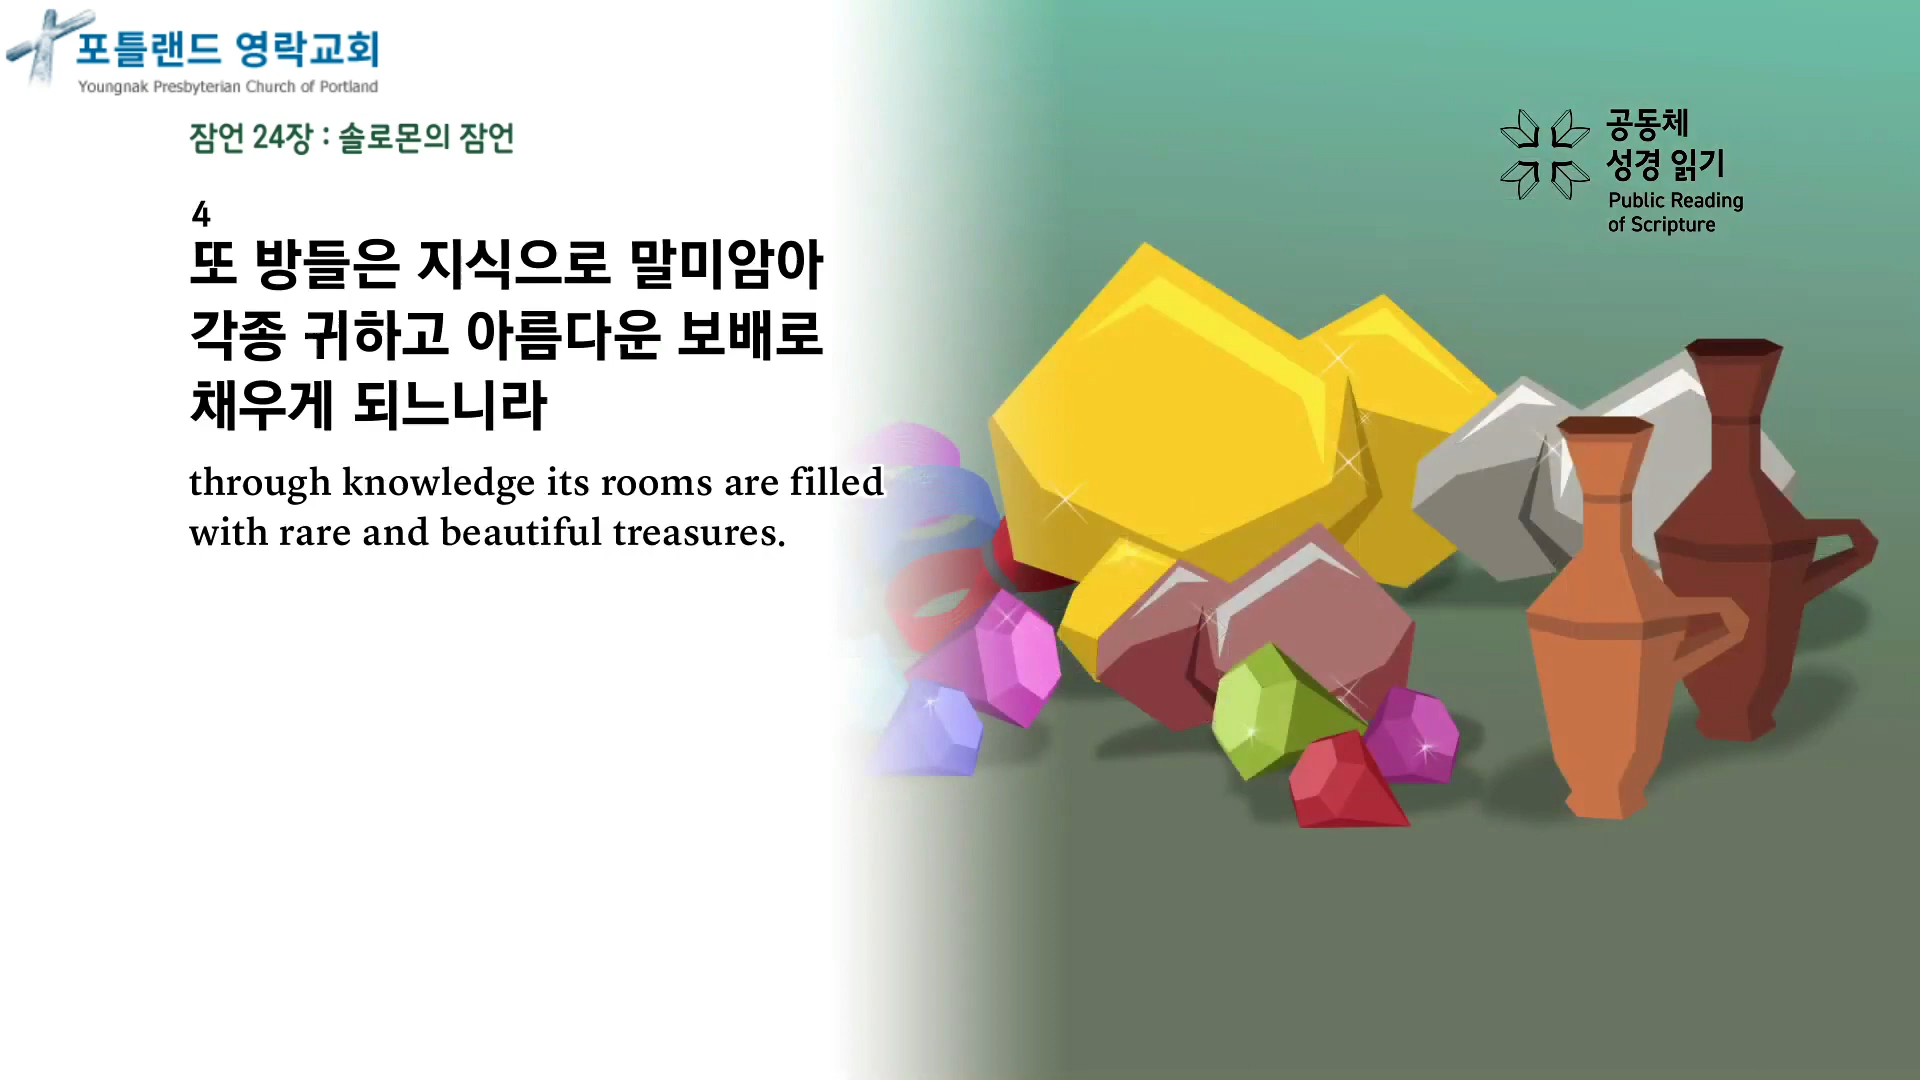 포틀랜드 영락교회
Youngnak Presbyterian Church of Portland
잠언 24장 : 솔로몬의 잠언
4
또 방들은 지식으로 말미암아
각종 귀하고 아름다운 보배로
채우게 되느니라
through knowledge its rooms are filled
with rare and beautiful treasures.
공동체
성경 읽기
Public Reading
of Scripture